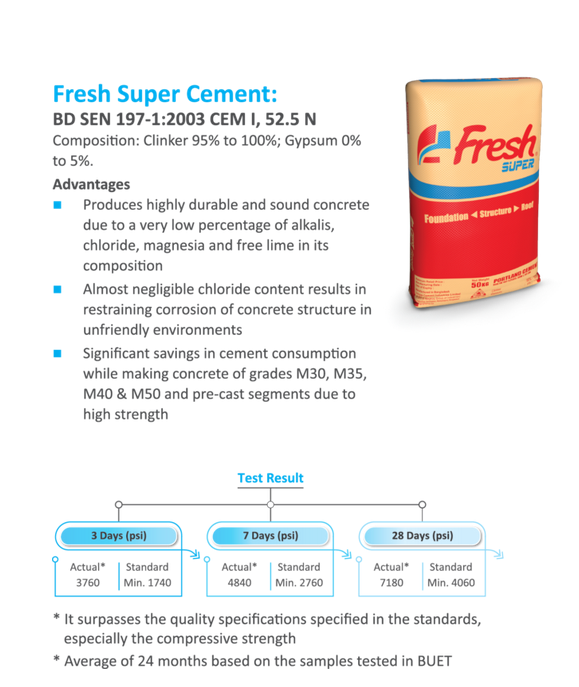 Fresh Super Cement:
BD SEN 197-1:2003 CEM I, 52.5 N
Composition: Clinker 95% to 100%; Gypsum 0%
to 5%.
Advantages
Produces highly durable and sound concrete
due to a very low percentage of alkalis,
chloride, magnesia and free lime in its
composition
Almost negligible chloride content results in
restraining corrosion of concrete structure in
unfriendly environments
Significant savings in cement consumption
while making concrete of grades M30, M35,
M40 & M50 and pre-cast segments due to
high strength
Fresh
SUPER
Foundation Structure Roof
50KG
PORTLAND CEMENT
Test Result
3 Days (psi)
Actual* Standard
3760 Min. 1740
7 Days (psi)
Actual* Standard
4840 Min. 2760
28 Days (psi)
Actual* Standard
7180 Min. 4060
* It surpasses the quality specifications specified in the standards,
especially the compressive strength
* Average of 24 months based on the samples tested in BUET